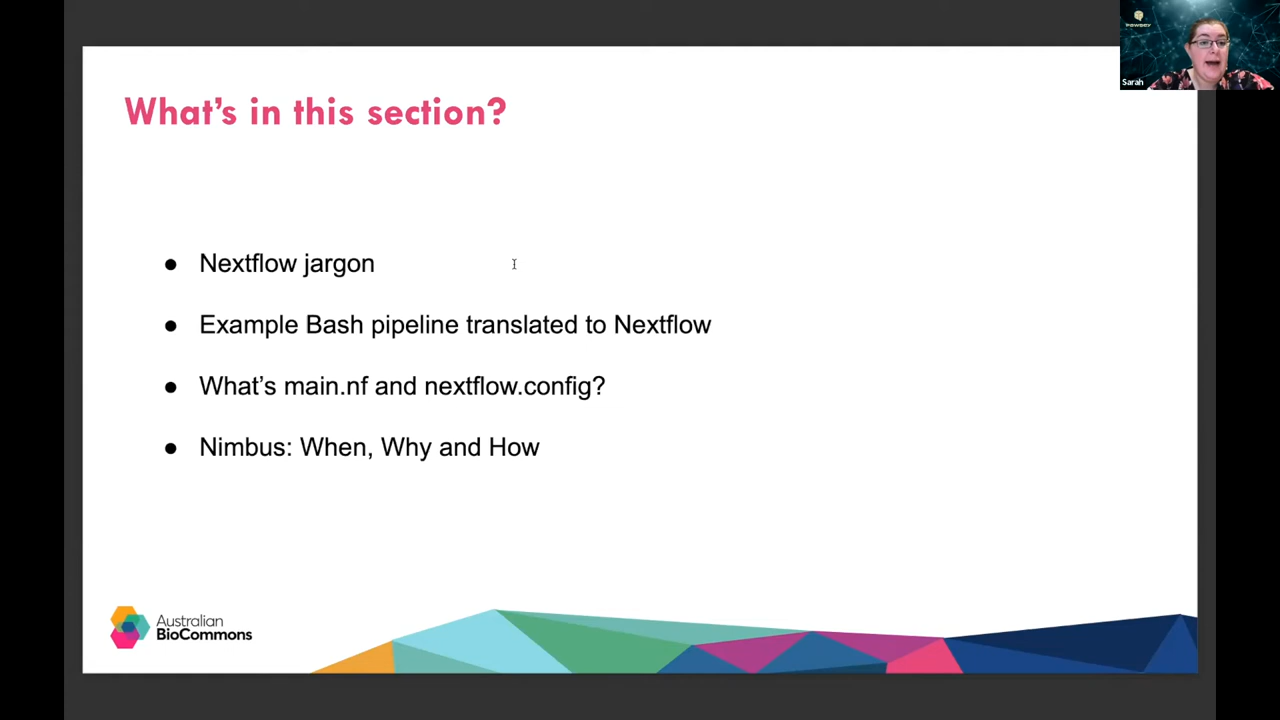 What's in this section?
● Nextflow jargon
● Example Bash pipeline translated to Nextflow
● What's main.nf and nextflow.config?
● Nimbus: When, Why and How
Australian
BioCommons
Sarah